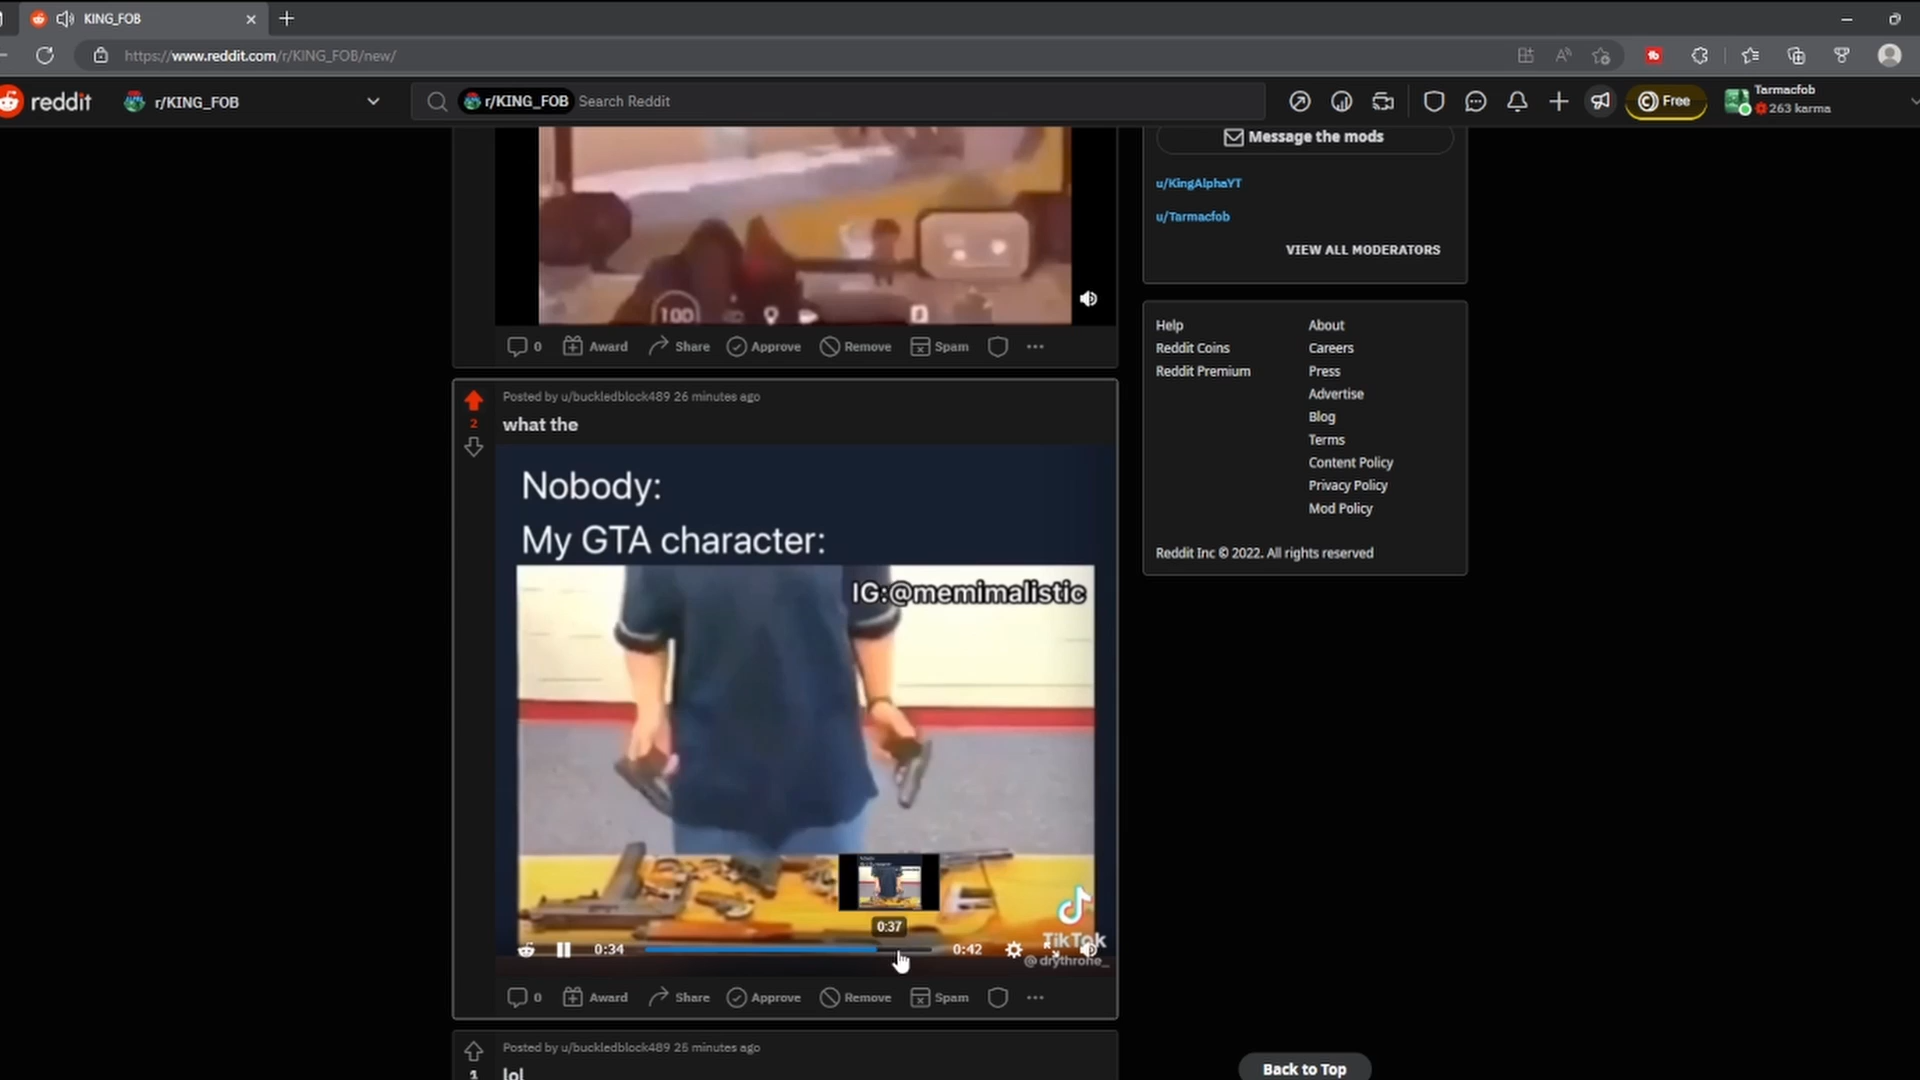 KING_FOB
https://www.reddit.com/r/KING_FOB/new/
reddit
r/KING_FOB
r/KING_FOB
Search Reddit
Free
Tarmacfob
263 karma
Message the mods
u/KingAlphaYT
u/Tarmacfob
VIEW ALL MODERATORS
100
0 Award Share Approve Remove Spam
Help
Reddit Coins
Reddit Premium
About
Careers
Press
Advertise
Blog
Terms
Content Policy
Privacy Policy
Mod Policy
Reddit Inc © 2022. All rights reserved
2
Posted by u/buckledblock489 26 minutes ago
what the
Nobody:
My GTA character:
IG:@memimalistic
0:37
0:34
0:42
TikTok
@drythrone_
0 Award Share Approve Remove Spam
Posted by u/buckledblock489 25 minutes ago
1
lol
Back to Top